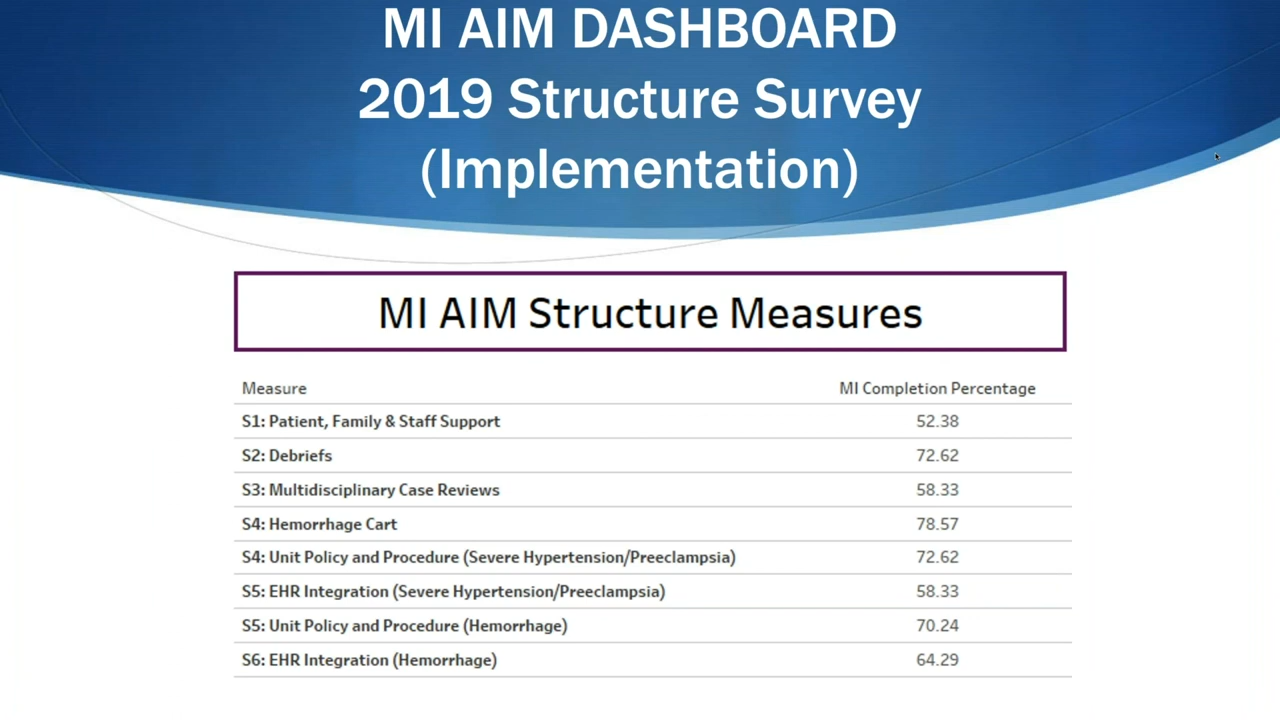 MI AIM DASHBOARD
2019 Structure Survey
(Implementation)
MI AIM Structure Measures
Measure MI Completion Percentage
S1: Patient, Family & Staff Support 52.38
S2: Debriefs 72.62
S3: Multidisciplinary Case Reviews 58.33
S4: Hemorrhage Cart 78.57
S4: Unit Policy and Procedure (Severe Hypertension/Preeclampsia) 72.62
S5: EHR Integration (Severe Hypertension/Preeclampsia) 58.33
S5: Unit Policy and Procedure (Hemorrhage) 70.24
S6: EHR Integration (Hemorrhage) 64.29